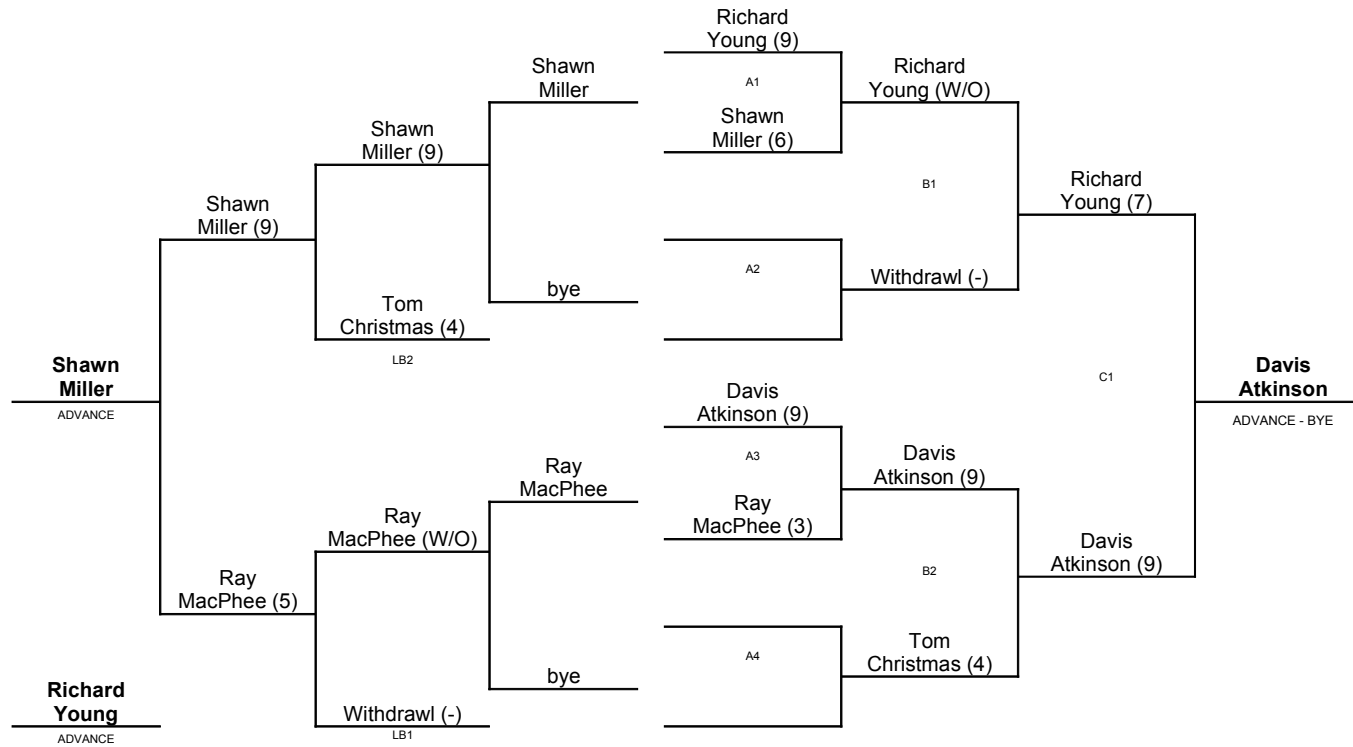 Richard
Young (9)
Shawn
Miller
A1
Richard
Young (W/O)
Shawn
Miller (9)
Shawn
Miller (6)
B1
Richard
Young (7)
Shawn
Miller (9)
A2
Withdrawl (-)
bye
Tom
Christmas (4)
LB2
Shawn
Miller
ADVANCE
C1
Davis
Atkinson
ADVANCE - BYE
Davis
Atkinson (9)
A3
Davis
Atkinson (9)
Ray
MacPhee
Ray
MacPhee (3)
Ray
MacPhee (W/O)
B2
Davis
Atkinson (9)
Ray
MacPhee (5)
A4
Tom
Christmas (4)
bye
Richard
Young
ADVANCE
Withdrawl (-)
LB1